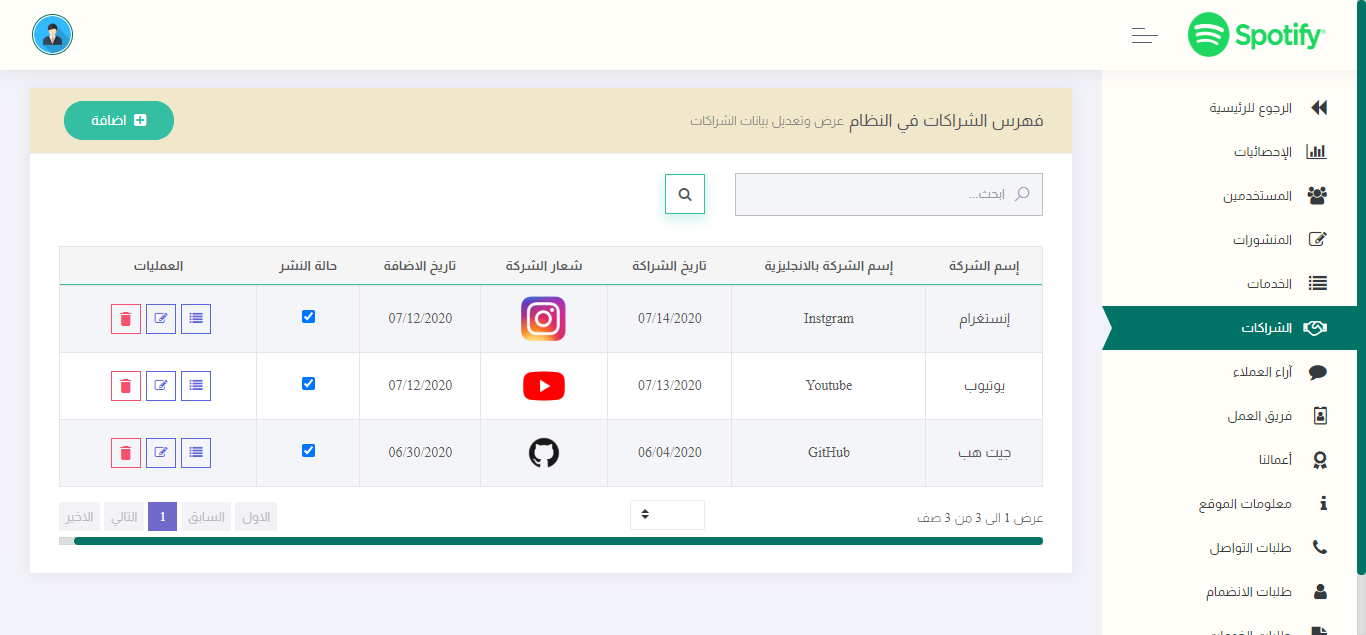 Spotify
الرجوع للرئيسية
الإحصائيات
المستخدمين
المنشورات
الخدمات
الشراكات
آراء العملاء
فريق العمل
أعمالنا
معلومات الموقع
طلبات التواصل
طلبات الانضمام
فهرس الشراكات في النظام عرض وتعديل بيانات الشراكات
اضافة
ابحث...
إسم الشركة إسم الشركة بالانجليزية تاريخ الشراكة شعار الشركة تاريخ الاضافة حالة النشر العمليات
إنستغرام Instgram 07/14/2020 07/12/2020
يوتيوب Youtube 07/13/2020 07/12/2020
جيت هب GitHub 06/04/2020 06/30/2020
عرض 1 الى 3 من 3 صف
الاول السابق 1 التالي الاخير